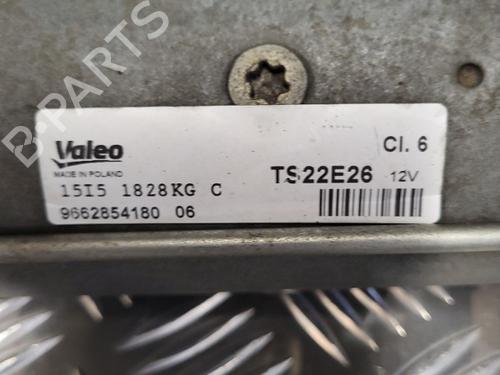 B-PARTS
Valeo
MADE IN POLAND
Cl. 6
TS22E26 12V
15I5 1828KG C
9662854180 06